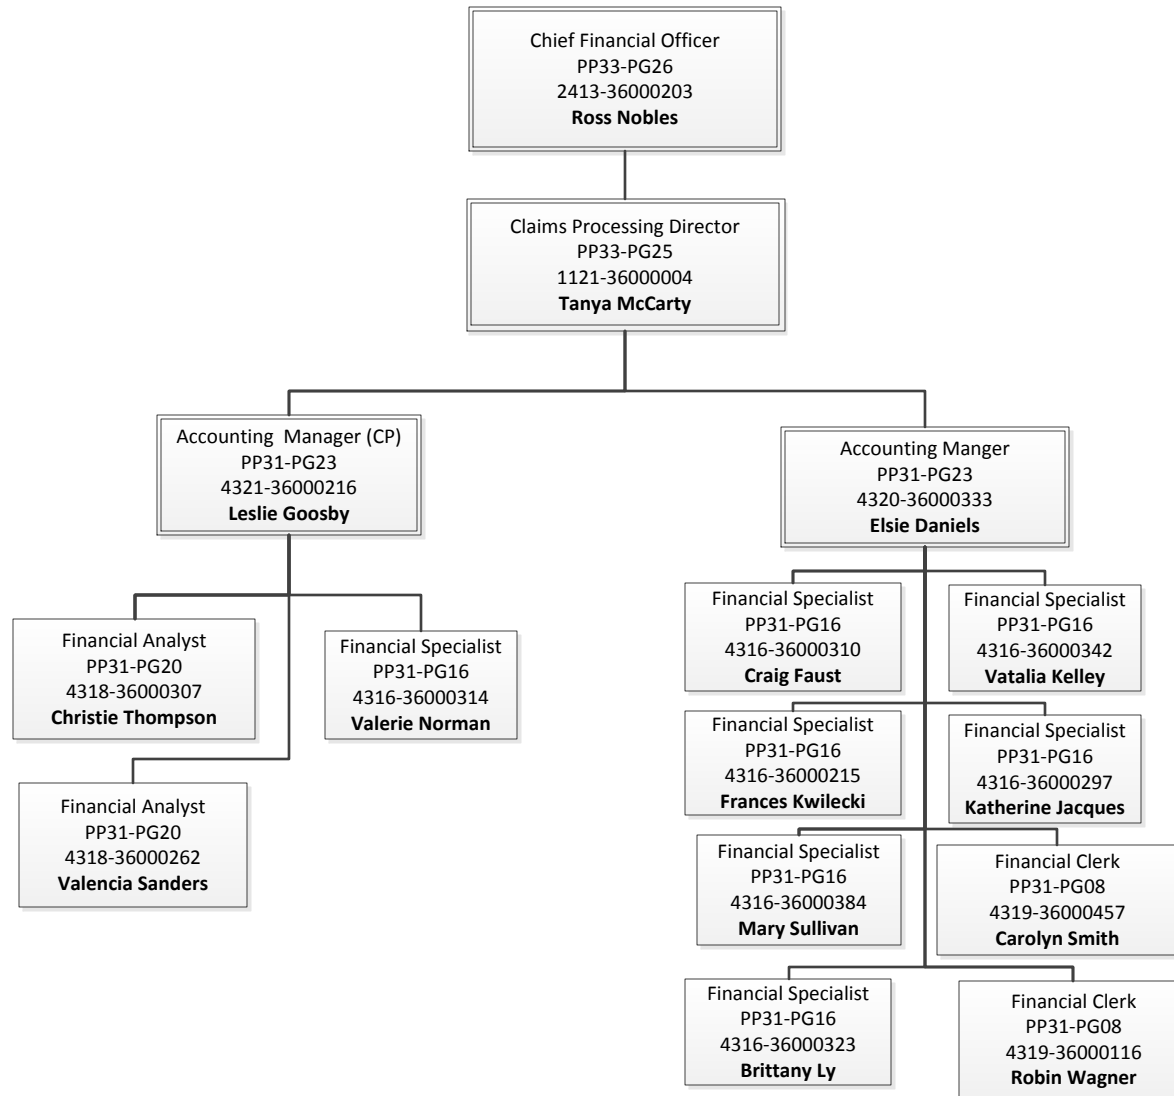 Chief Financial Officer
PP33-PG26
2413-36000203
Ross Nobles
Claims Processing Director
PP33-PG25
1121-36000004
Tanya McCarty
Accounting  Manager (CP)
PP31-PG23
4321-36000216
Leslie Goosby
Accounting Manger
PP31-PG23
4320-36000333
Elsie Daniels
Financial Analyst
PP31-PG20
4318-36000307
Christie Thompson
Financial Specialist
PP31-PG16
4316-36000314
Valerie Norman
Financial Analyst
PP31-PG20
4318-36000262
Valencia Sanders
Financial Specialist
PP31-PG16
4316-36000310
Craig Faust
Financial Specialist
PP31-PG16
4316-36000342
Vatalia Kelley
Financial Specialist
PP31-PG16
4316-36000215
Frances Kwilecki
Financial Specialist
PP31-PG16
4316-36000297
Katherine Jacques
Financial Specialist
PP31-PG16
4316-36000384
Mary Sullivan
Financial Clerk
PP31-PG08
4319-36000457
Carolyn Smith
Financial Specialist
PP31-PG16
4316-36000323
Brittany Ly
Financial Clerk
PP31-PG08
4319-36000116
Robin Wagner